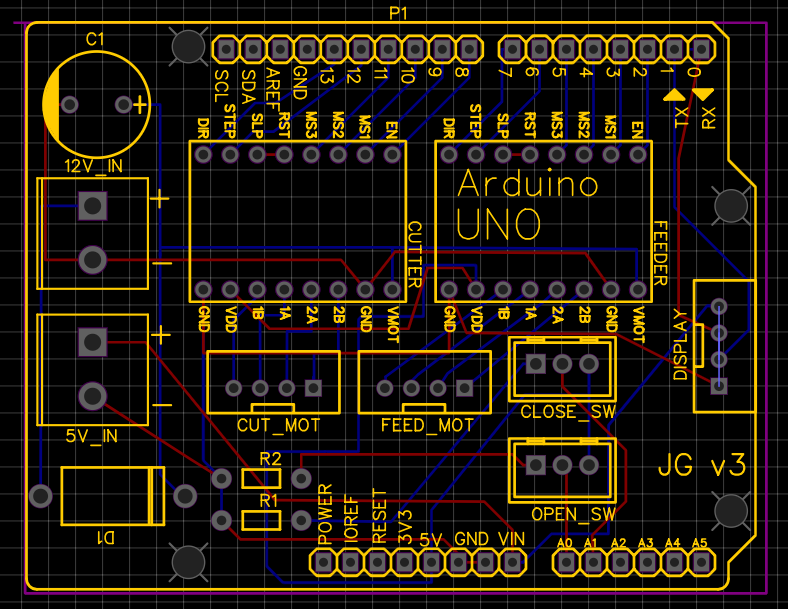 P1
C1
+
SCL SDA AREF GND 13 12 11 10 9 8 7 6 5 4 3 2 1 0
TX RX
DIR STEP SLP RST MS3 MS2 MS1 EN
DIR STEP SLP RST MS3 MS2 MS1 EN
12V_IN
+
−
Arduino
UNO
CUTTER
FEEDER
GND VDD 1B 1A 2A 2B GND VMOT
GND VDD 1B 1A 2A 2B GND VMOT
DISPLAY
+
−
5V_IN
CUT_MOT
FEED_MOT
CLOSE_SW
R2
R1
JG v3
OPEN_SW
D1
POWER IOREF RESET 3V3 5V GND VIN
A0 A1 A2 A3 A4 A5